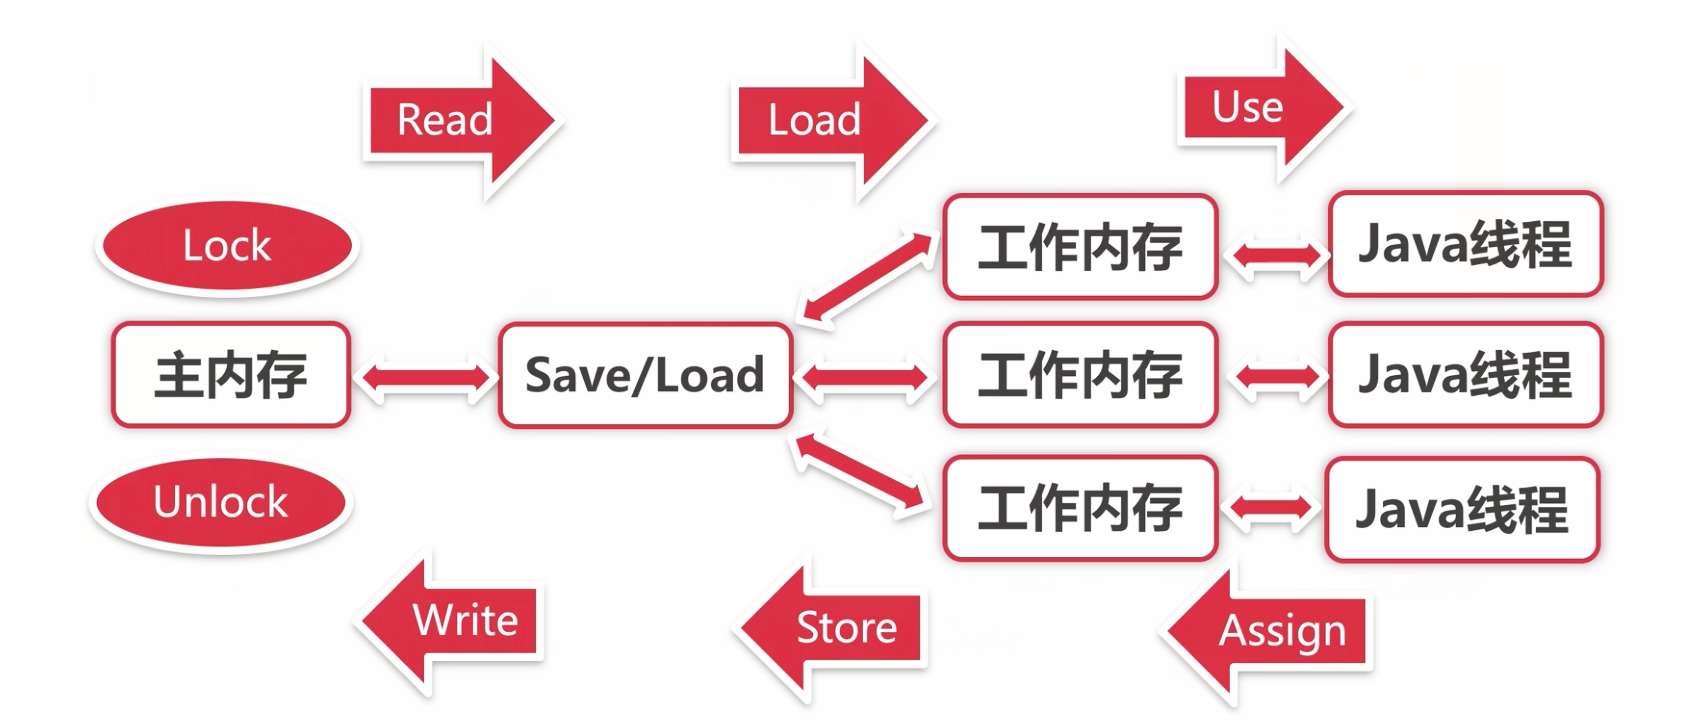 Read
Load
Use
Lock
工作内存
Java线程
主内存
Save/Load
工作内存
Java线程
Unlock
工作内存
Java线程
Write
Store
Assign